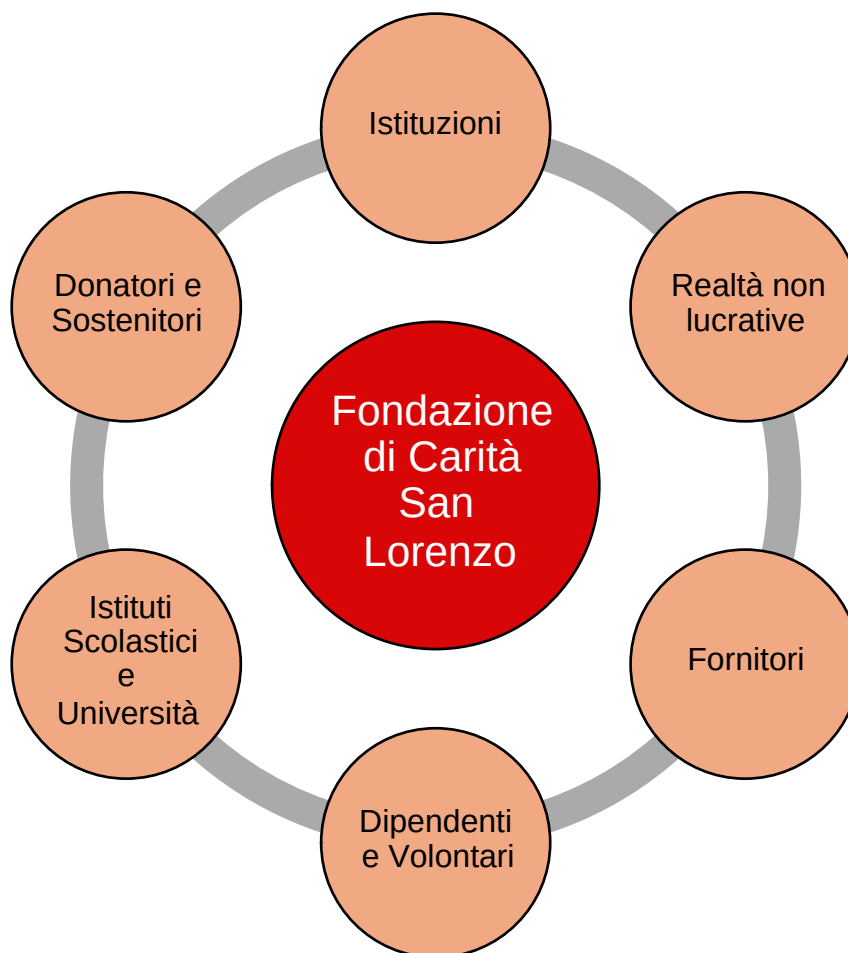 Istituzioni
Donatori e
Sostenitori
Realtà non
lucrative
Fondazione
di Carità
San
Lorenzo
Istituti
Scolastici
e
Università
Fornitori
Dipendenti
e Volontari